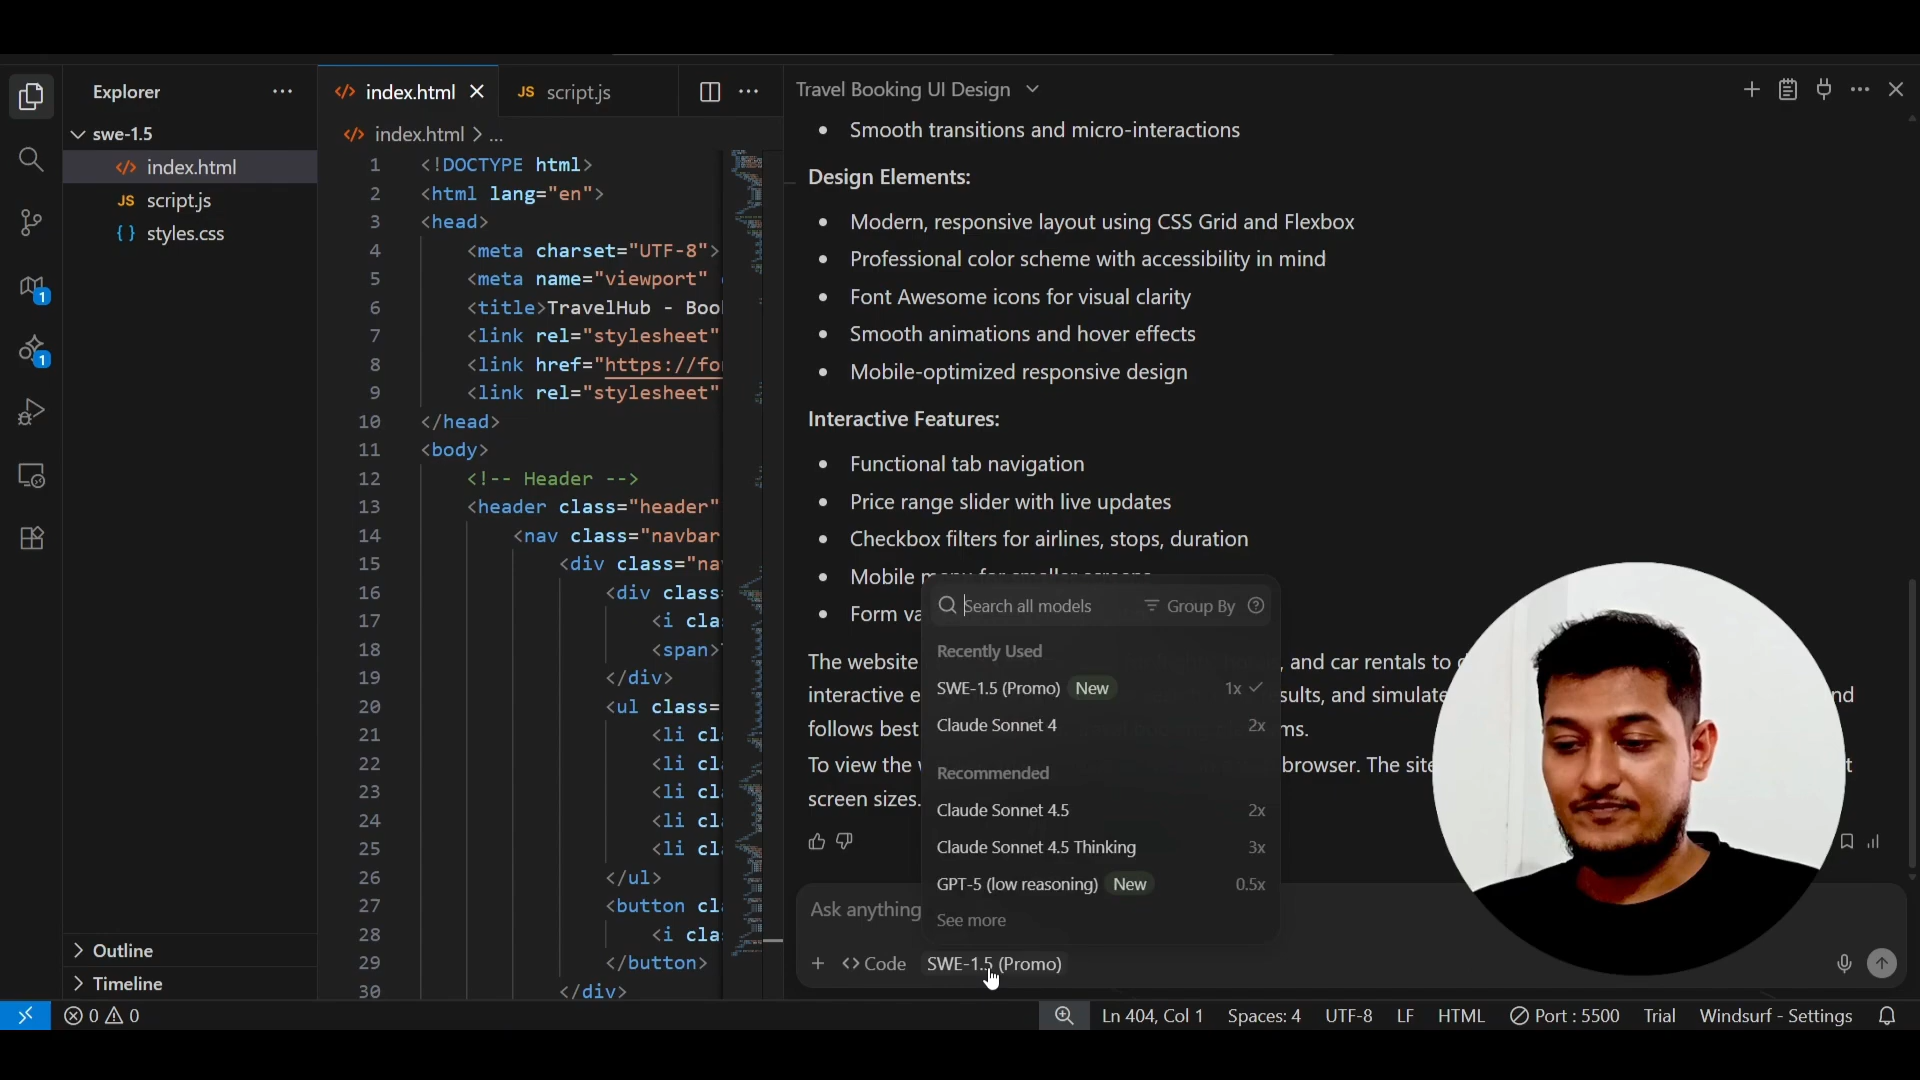 Explorer
swe-1.5
index.html
JS script.js
{ } styles.css
1
1
Outline
Timeline
index.html
JS script.js
index.html > ...
1 <!DOCTYPE html>
2 <html lang="en">
3 <head>
4 <meta charset="UTF-8">
5 <meta name="viewport"
6 <title>TravelHub - Boo
7 <link rel="stylesheet"
8 <link href="https://fo
9 <link rel="stylesheet"
10 </head>
11 <body>
12 <!-- Header -->
13 <header class="header"
14 <nav class="navbar
15 <div class="na
16 <div class
17 <i cla
18 <span>
19 </div>
20 <ul class=
21 <li cl
22 <li cl
23 <li cl
24 <li cl
25 <li cl
26 </ul>
27 <button cl
28 <i cla
29 </button>
30 </div>
Travel Booking UI Design
• Smooth transitions and micro-interactions
Design Elements:
• Modern, responsive layout using CSS Grid and Flexbox
• Professional color scheme with accessibility in mind
• Font Awesome icons for visual clarity
• Smooth animations and hover effects
• Mobile-optimized responsive design
Interactive Features:
• Functional tab navigation
• Price range slider with live updates
• Checkbox filters for airlines, stops, duration
• Mobile
• Form va
The website , and car rentals to
interactive e sults, and simulate nd
follows best ms.
To view the browser. The site t
screen sizes.
Search all models Group By
Recently Used
SWE-1.5 (Promo) New 1x
Claude Sonnet 4 2x
Recommended
Claude Sonnet 4.5 2x
Claude Sonnet 4.5 Thinking 3x
GPT-5 (low reasoning) New 0.5x
See more
Ask anything
+ <> Code SWE-1.5 (Promo)
0 0 Ln 404, Col 1 Spaces: 4 UTF-8 LF HTML Port : 5500 Trial Windsurf - Settings